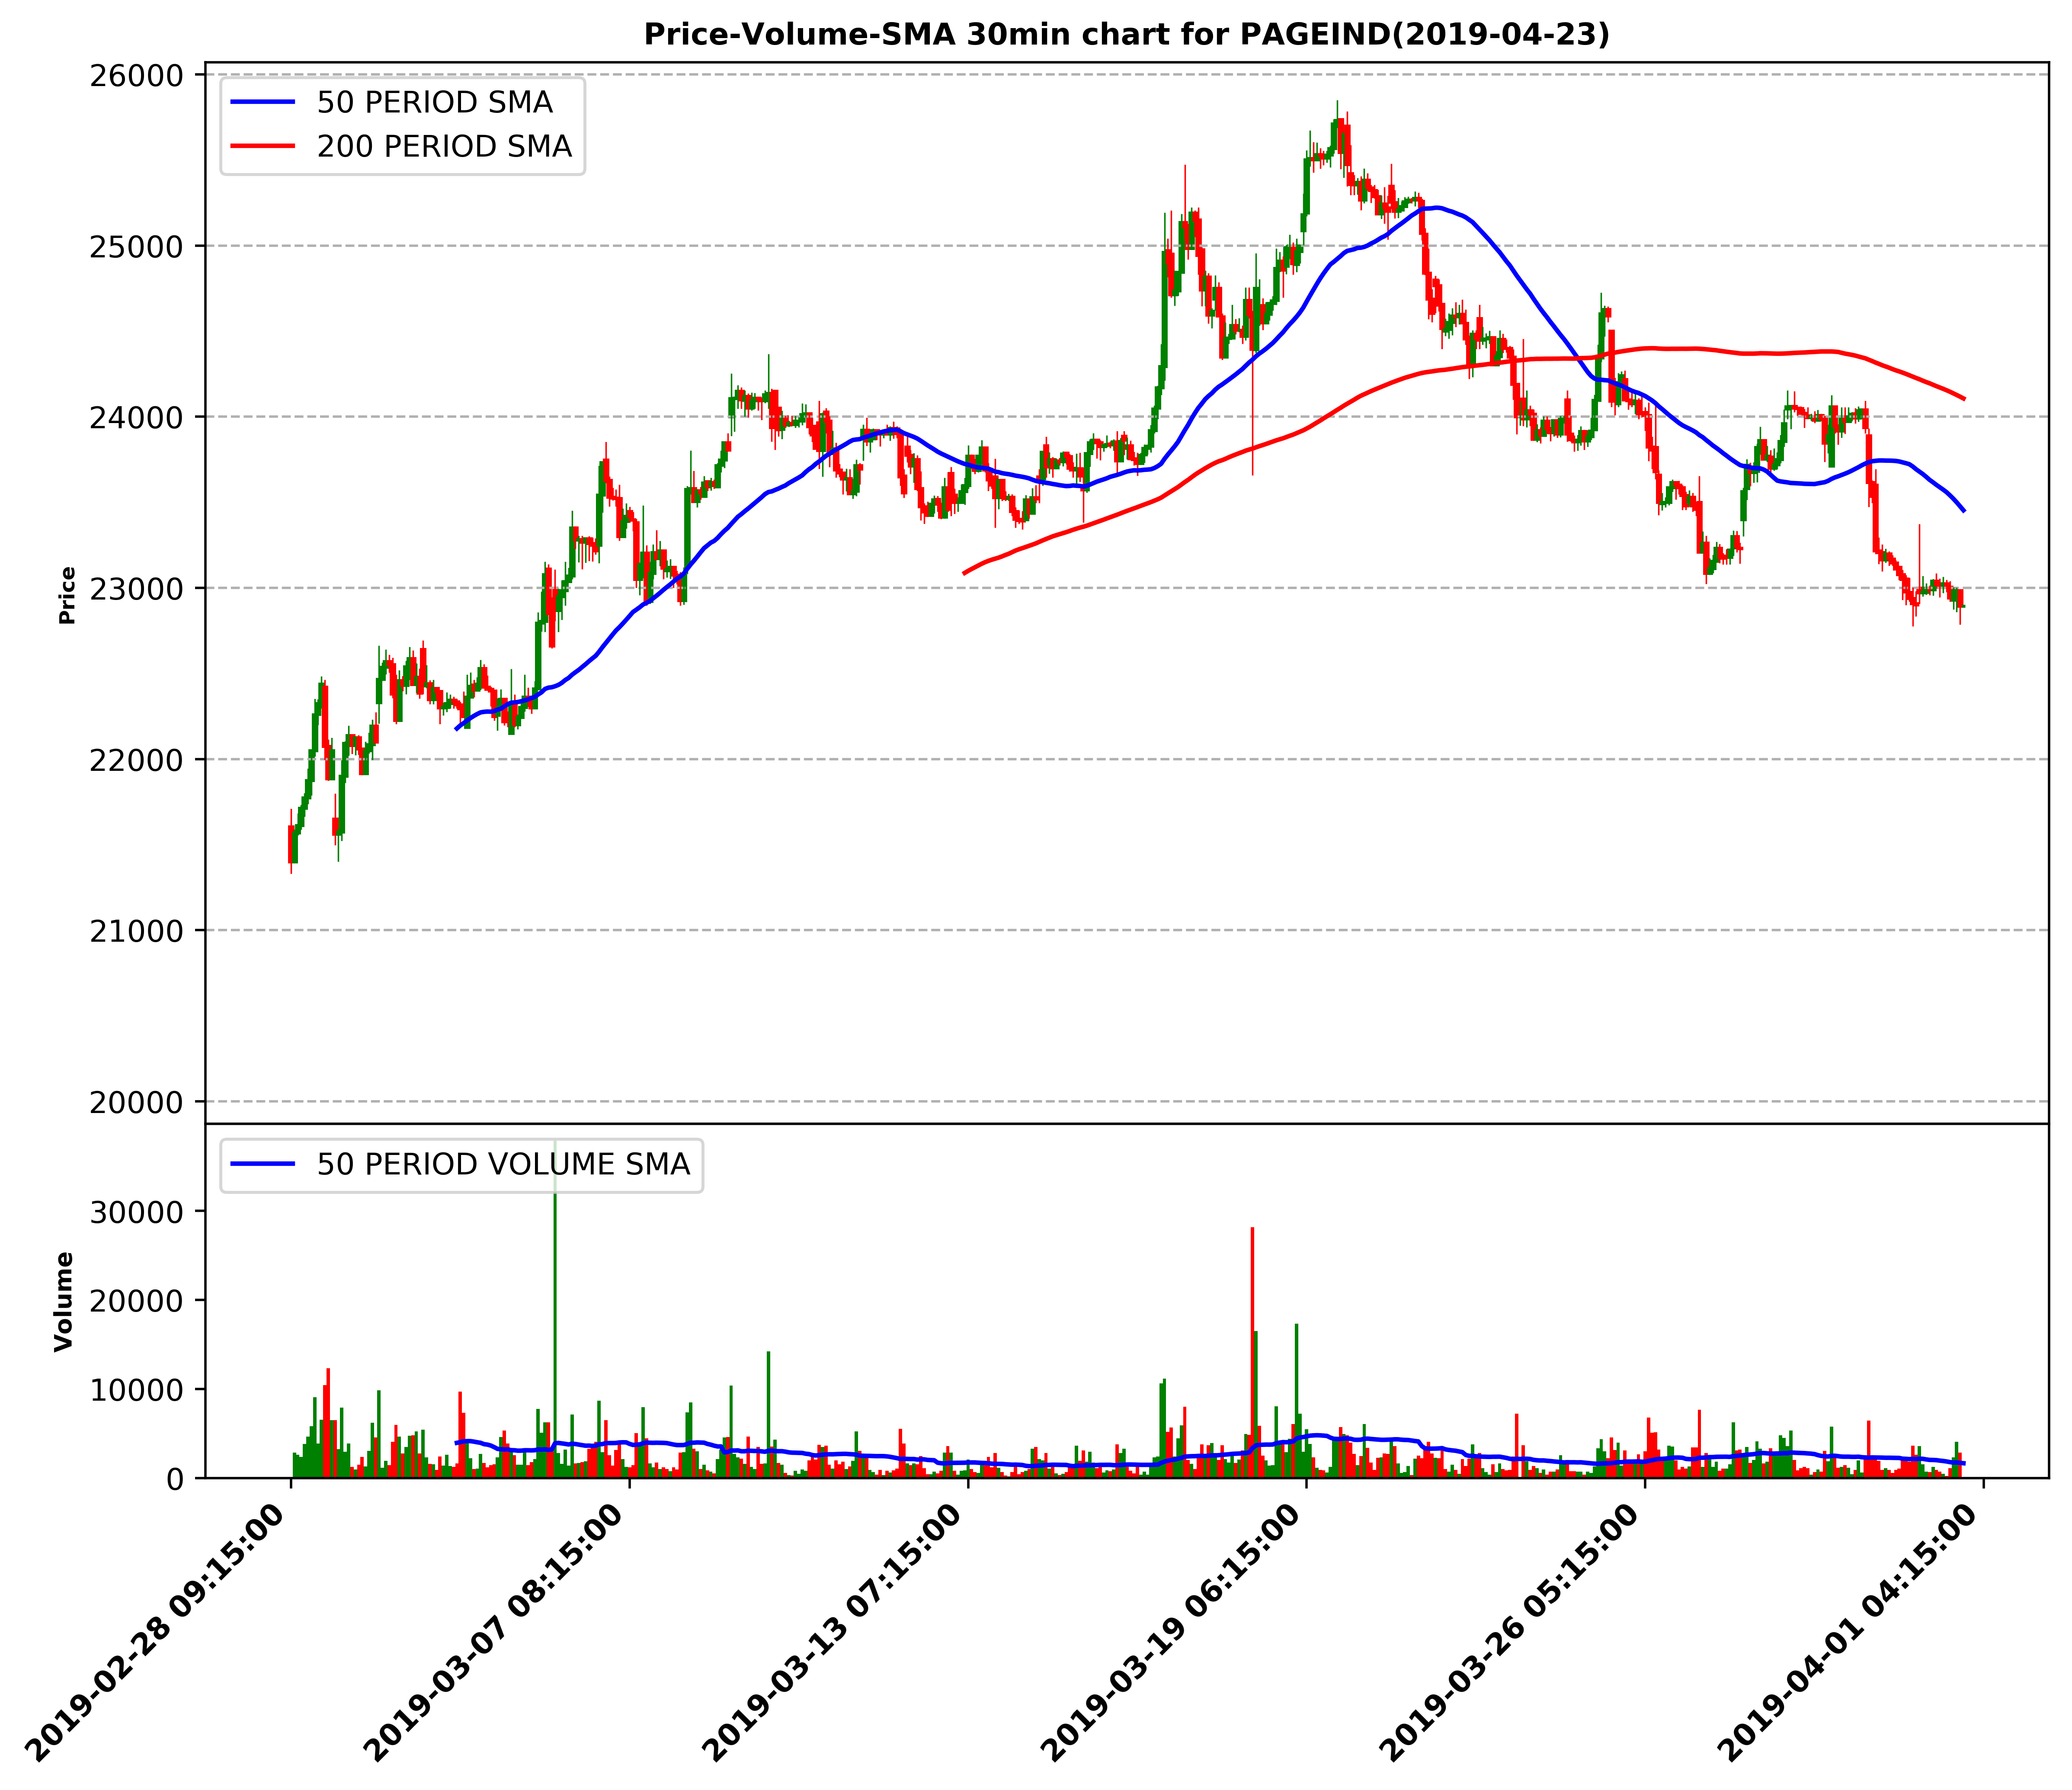 Price-Volume-SMA 30min chart for PAGEIND(2019-04-23)
50 PERIOD SMA
200 PERIOD SMA
26000
25000
24000
23000
22000
21000
20000
Price
50 PERIOD VOLUME SMA
30000
20000
10000
0
Volume
2019-02-28 09:15:00
2019-03-07 08:15:00
2019-03-13 07:15:00
2019-03-19 06:15:00
2019-03-26 05:15:00
2019-04-01 04:15:00